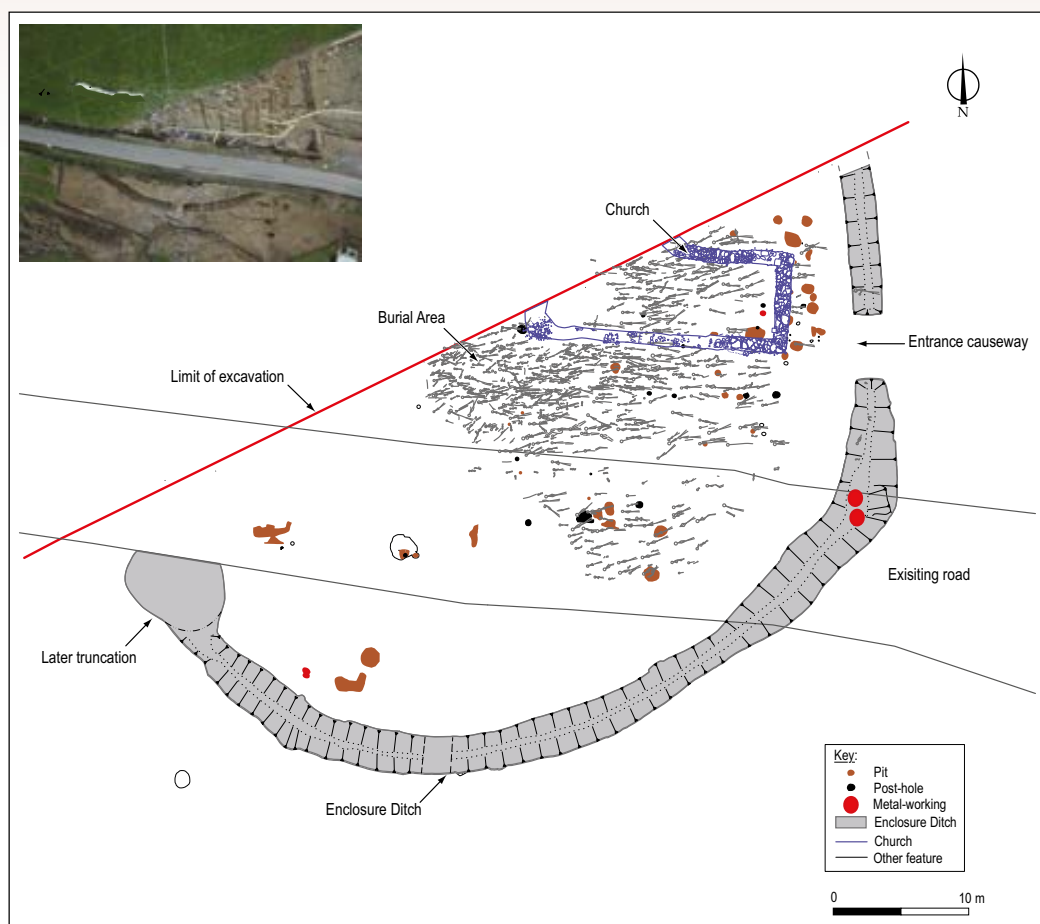 N
Church
Burial Area
Entrance causeway
Limit of excavation
Exisiting road
Later truncation
Enclosure Ditch
Key:
Pit
Post-hole
Metal-working
Enclosure Ditch
Church
Other feature
0 10 m